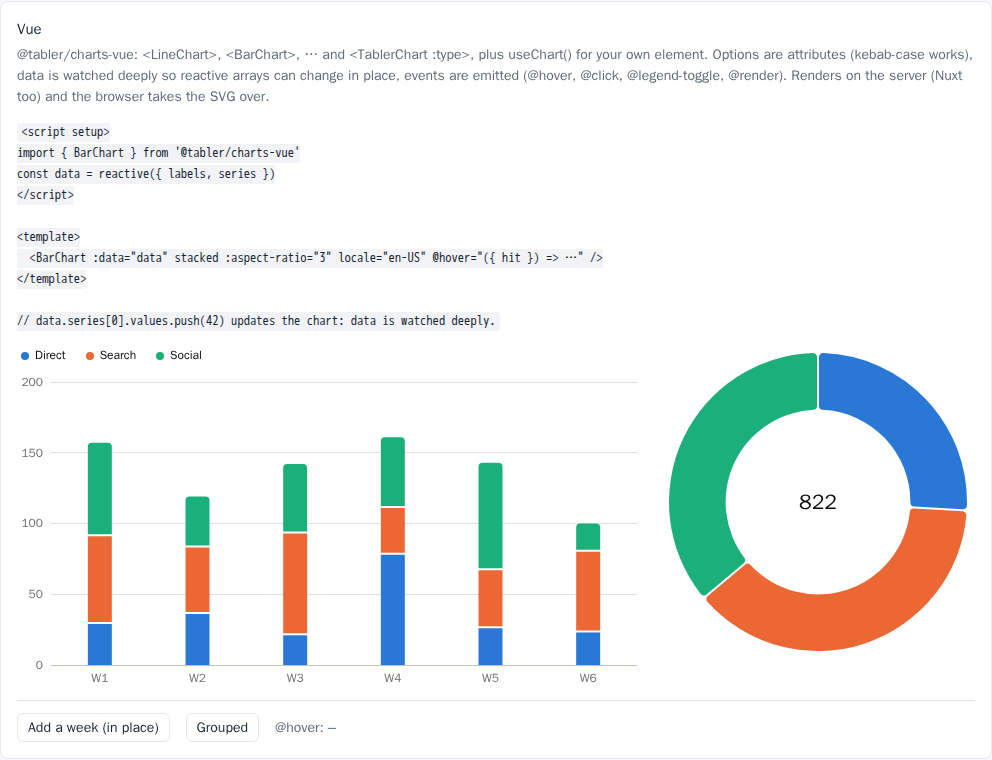 Vue
@tabler/charts-vue: <LineChart>, <BarChart>, ··· and <TablerChart :type>, plus useChart() for your own element. Options are attributes (kebab-case works),
data is watched deeply so reactive arrays can change in place, events are emitted (@hover, @click, @legend-toggle, @render). Renders on the server (Nuxt
too) and the browser takes the SVG over.
<script setup>
import { BarChart } from '@tabler/charts-vue'
const data = reactive({ labels, series })
</script>
<template>
  <BarChart :data="data" stacked :aspect-ratio="3" locale="en-US" @hover="({ hit }) => ···" />
</template>
// data.series[0].values.push(42) updates the chart: data is watched deeply.
Direct Search Social
200
150
100
50
0
W1 W2 W3 W4 W5 W6
822
Add a week (in place) Grouped @hover: —